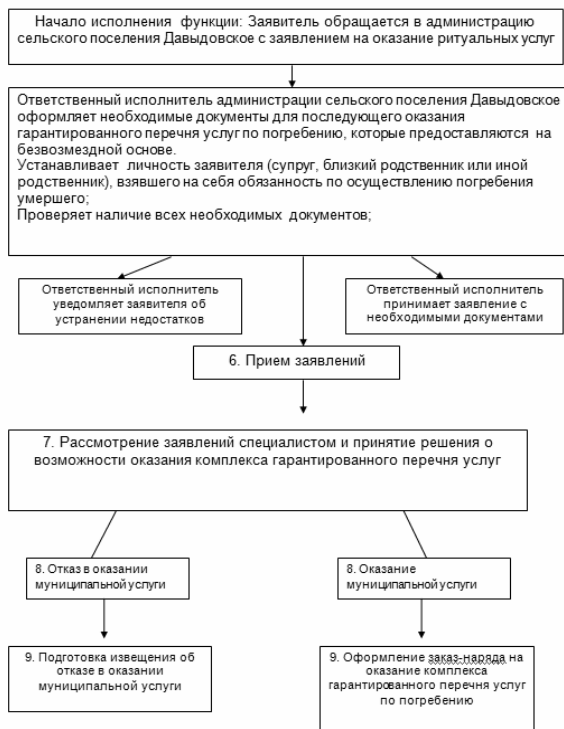 Начало исполнения функции: Заявитель обращается в администрацию
сельского поселения Давыдовское с заявлением на оказание ритуальных услуг
Ответственный исполнитель администрации сельского поселения Давыдовское
оформляет необходимые документы для последующего оказания
гарантированного перечня услуг по погребению, которые предоставляются на
безвозмездной основе.
Устанавливает личность заявителя (супруг, близкий родственник или иной
родственник), взявшего на себя обязанность по осуществлению погребения
умершего;
Проверяет наличие всех необходимых документов;
Ответственный исполнитель
уведомляет заявителя об
устранении недостатков
Ответственный исполнитель
принимает заявление с
необходимыми документами
6. Прием заявлений
7. Рассмотрение заявлений специалистом и принятие решения о
возможности оказания комплекса гарантированного перечня услуг
8. Отказ в оказании
муниципальной услуги
8. Оказание
муниципальной услуги
9. Подготовка извещения об
отказе в оказании
муниципальной услуги
9. Оформление заказ-наряда на
оказание комплекса
гарантированного перечня услуг
по погребению